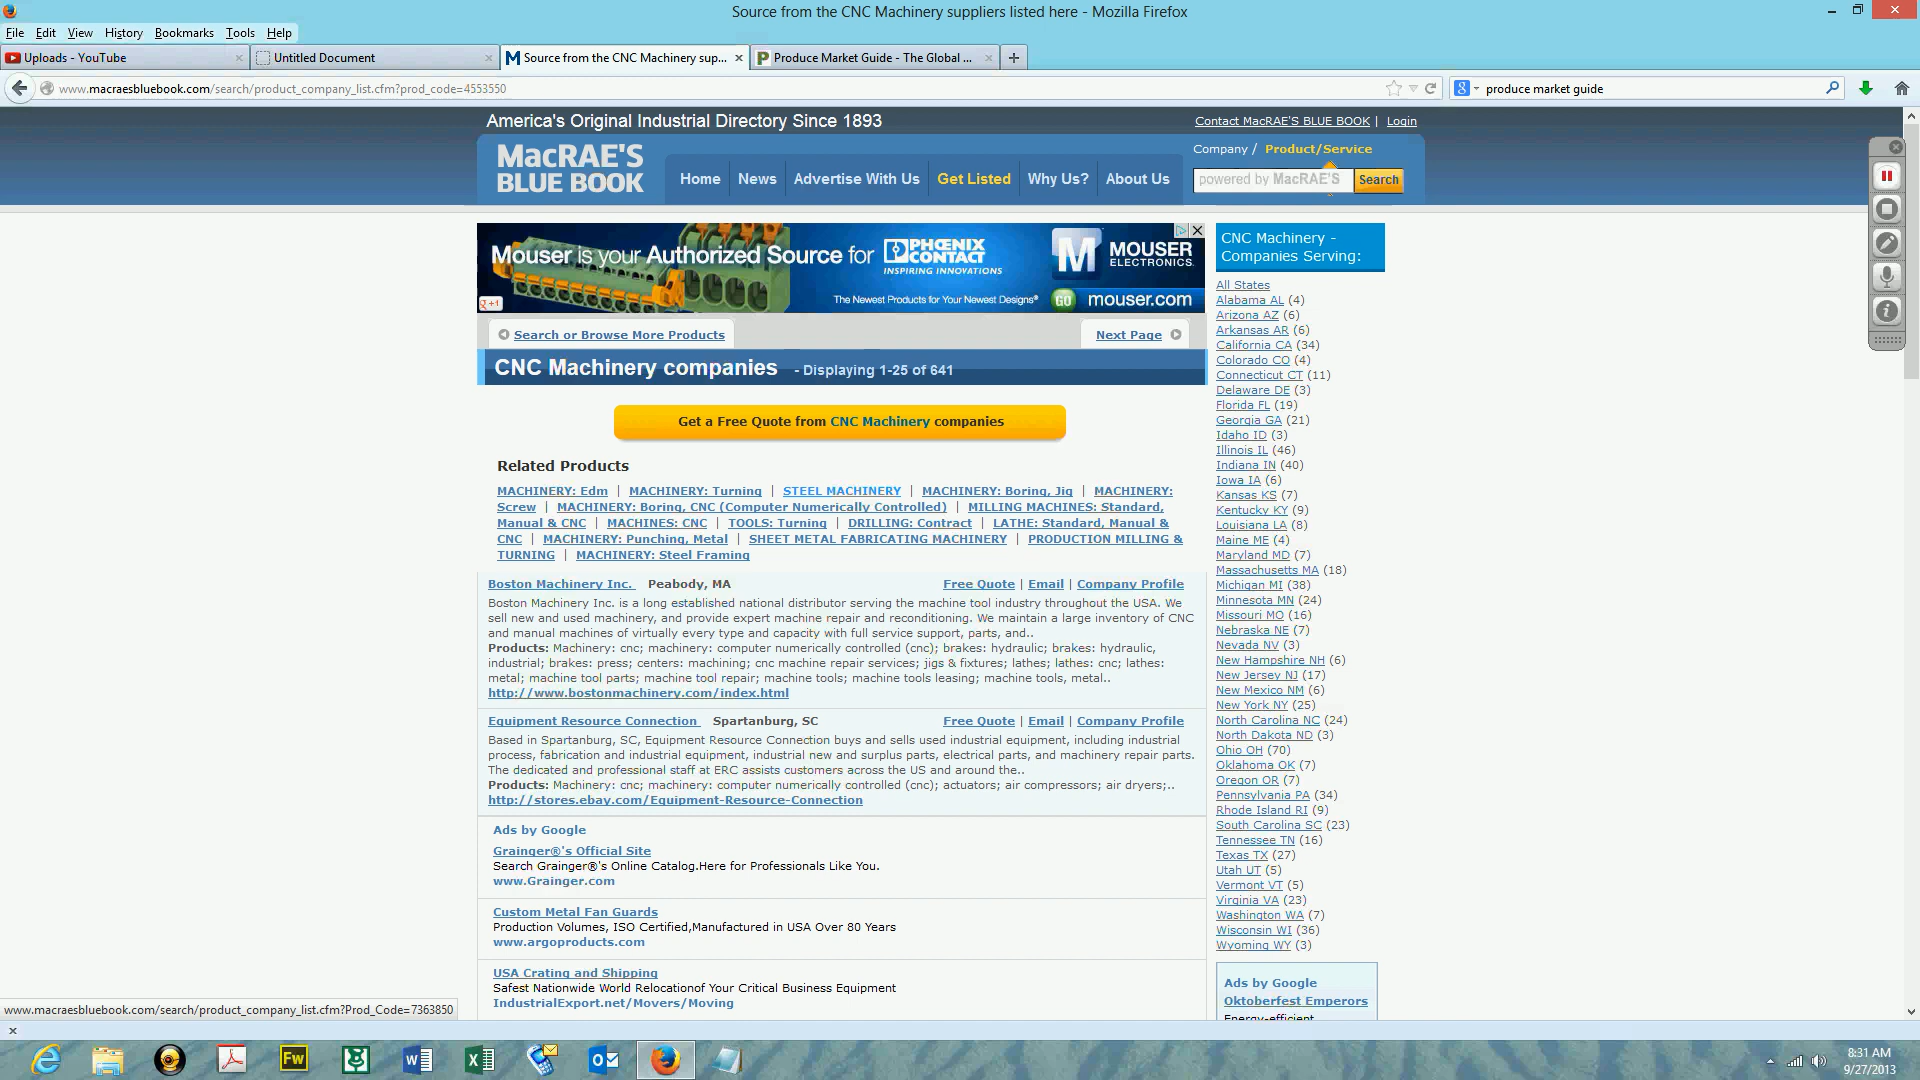 Source from the CNC Machinery suppliers listed here - Mozilla Firefox
File Edit View History Bookmarks Tools Help
Uploads - YouTube
Untitled Document
Source from the CNC Machinery sup...
Produce Market Guide - The Global ...
www.macraesbluebook.com/search/product_company_list.cfm?prod_code=4553550
produce market guide
America's Original Industrial Directory Since 1893
Contact MacRAE'S BLUE BOOK | Login
MacRAE'S
BLUE BOOK
Home
News
Advertise With Us
Get Listed
Why Us?
About Us
Company / Product/Service
powered by MacRAE'S
Search
Mouser is your Authorized Source for
PHŒNIX
CONTACT
INSPIRING INNOVATIONS
M MOUSER
ELECTRONICS.
The Newest Products for Your Newest Designs®
GO mouser.com
+1
Search or Browse More Products
Next Page
CNC Machinery companies - Displaying 1-25 of 641
Get a Free Quote from CNC Machinery companies
Related Products
MACHINERY: Edm | MACHINERY: Turning | STEEL MACHINERY | MACHINERY: Boring, Jig | MACHINERY:
Screw | MACHINERY: Boring, CNC (Computer Numerically Controlled) | MILLING MACHINES: Standard,
Manual & CNC | MACHINES: CNC | TOOLS: Turning | DRILLING: Contract | LATHE: Standard, Manual &
CNC | MACHINERY: Punching, Metal | SHEET METAL FABRICATING MACHINERY | PRODUCTION MILLING &
TURNING | MACHINERY: Steel Framing
Boston Machinery Inc. Peabody, MA Free Quote | Email | Company Profile
Boston Machinery Inc. is a long established national distributor serving the machine tool industry throughout the USA. We
sell new and used machinery, and provide expert machine repair and reconditioning. We maintain a large inventory of CNC
and manual machines of virtually every type and capacity with full service support, parts, and..
Products: Machinery: cnc; machinery: computer numerically controlled (cnc); brakes: hydraulic; brakes: hydraulic,
industrial; brakes: press; centers: machining; cnc machine repair services; jigs & fixtures; lathes; lathes: cnc; lathes:
metal; machine tool parts; machine tool repair; machine tools; machine tools leasing; machine tools, metal..
http://www.bostonmachinery.com/index.html
Equipment Resource Connection Spartanburg, SC Free Quote | Email | Company Profile
Based in Spartanburg, SC, Equipment Resource Connection buys and sells used industrial equipment, including industrial
process, fabrication and industrial equipment, industrial new and surplus parts, electrical parts, and machinery repair parts.
The dedicated and professional staff at ERC assists customers across the US and around the..
Products: Machinery: cnc; machinery: computer numerically controlled (cnc); actuators; air compressors; air dryers;..
http://stores.ebay.com/Equipment-Resource-Connection
Ads by Google
Grainger®'s Official Site
Search Grainger®'s Online Catalog.Here for Professionals Like You.
www.Grainger.com
Custom Metal Fan Guards
Production Volumes, ISO Certified,Manufactured in USA Over 80 Years
www.argoproducts.com
USA Crating and Shipping
Safest Nationwide World Relocationof Your Critical Business Equipment
IndustrialExport.net/Movers/Moving
CNC Machinery -
Companies Serving:
All States
Alabama AL (4)
Arizona AZ (6)
Arkansas AR (6)
California CA (34)
Colorado CO (4)
Connecticut CT (11)
Delaware DE (3)
Florida FL (19)
Georgia GA (21)
Idaho ID (3)
Illinois IL (46)
Indiana IN (40)
Iowa IA (6)
Kansas KS (7)
Kentucky KY (9)
Louisiana LA (8)
Maine ME (4)
Maryland MD (7)
Massachusetts MA (18)
Michigan MI (38)
Minnesota MN (24)
Missouri MO (16)
Nebraska NE (7)
Nevada NV (3)
New Hampshire NH (6)
New Jersey NJ (17)
New Mexico NM (6)
New York NY (25)
North Carolina NC (24)
North Dakota ND (3)
Ohio OH (70)
Oklahoma OK (7)
Oregon OR (7)
Pennsylvania PA (34)
Rhode Island RI (9)
South Carolina SC (23)
Tennessee TN (16)
Texas TX (27)
Utah UT (5)
Vermont VT (5)
Virginia VA (23)
Washington WA (7)
Wisconsin WI (36)
Wyoming WY (3)
Ads by Google
Oktoberfest Emperors
Energy-efficient
www.macraesbluebook.com/search/product_company_list.cfm?Prod_Code=7363850
Fw
8:31 AM
9/27/2013